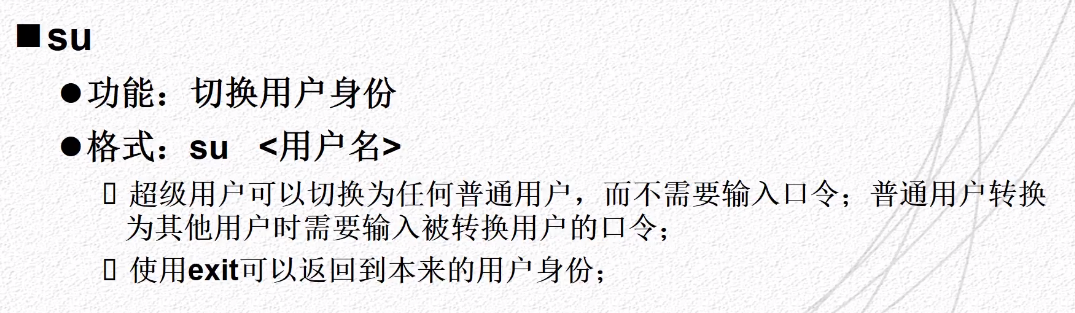 ■su
●功能：切换用户身份
●格式：su <用户名>
▯ 超级用户可以切换为任何普通用户，而不需要输入口令；普通用户转换
为其他用户时需要输入被转换用户的口令；
▯ 使用exit可以返回到本来的用户身份；